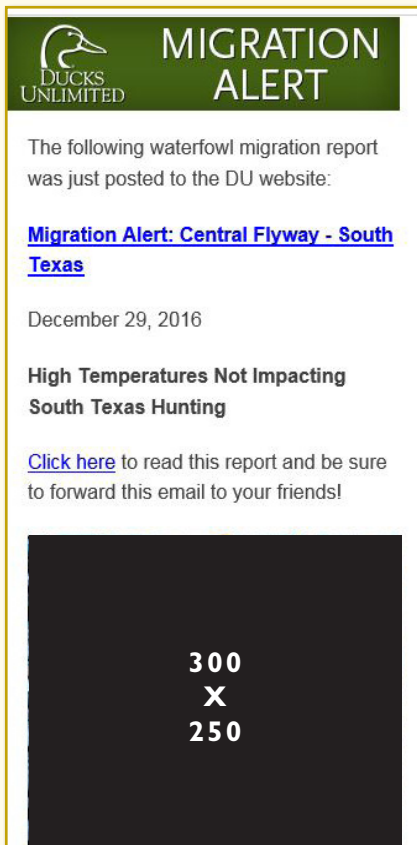 DUCKS
UNLIMITED
MIGRATION
ALERT
The following waterfowl migration report
was just posted to the DU website:
Migration Alert: Central Flyway - South
Texas
December 29, 2016
High Temperatures Not Impacting
South Texas Hunting
Click here to read this report and be sure
to forward this email to your friends!
300
X
250